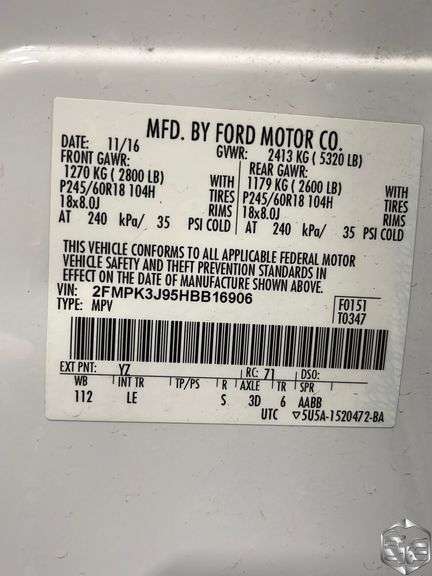 MFD. BY FORD MOTOR CO.
DATE: 11/16 GVWR: 2413 KG ( 5320 LB)
FRONT GAWR: REAR GAWR:
1270 KG ( 2800 LB) WITH 1179 KG ( 2600 LB) WITH
P245/60R18 104H TIRES P245/60R18 104H TIRES
18x8.0J RIMS 18x8.0J RIMS
AT 240 kPa/ 35 PSI COLD AT 240 kPa/ 35 PSI COLD
THIS VEHICLE CONFORMS TO ALL APPLICABLE FEDERAL MOTOR
VEHICLE SAFETY AND THEFT PREVENTION STANDARDS IN
EFFECT ON THE DATE OF MANUFACTURE SHOWN ABOVE.
VIN: 2FMPK3J95HBB16906 F0151
TYPE: MPV T0347
EXT PNT: YZ RC: 71 DSO:
WB INT TR TP/PS R AXLE TR SPR
112 LE S 3D 6 AABB
UTC ▽5U5A-1520472-BA